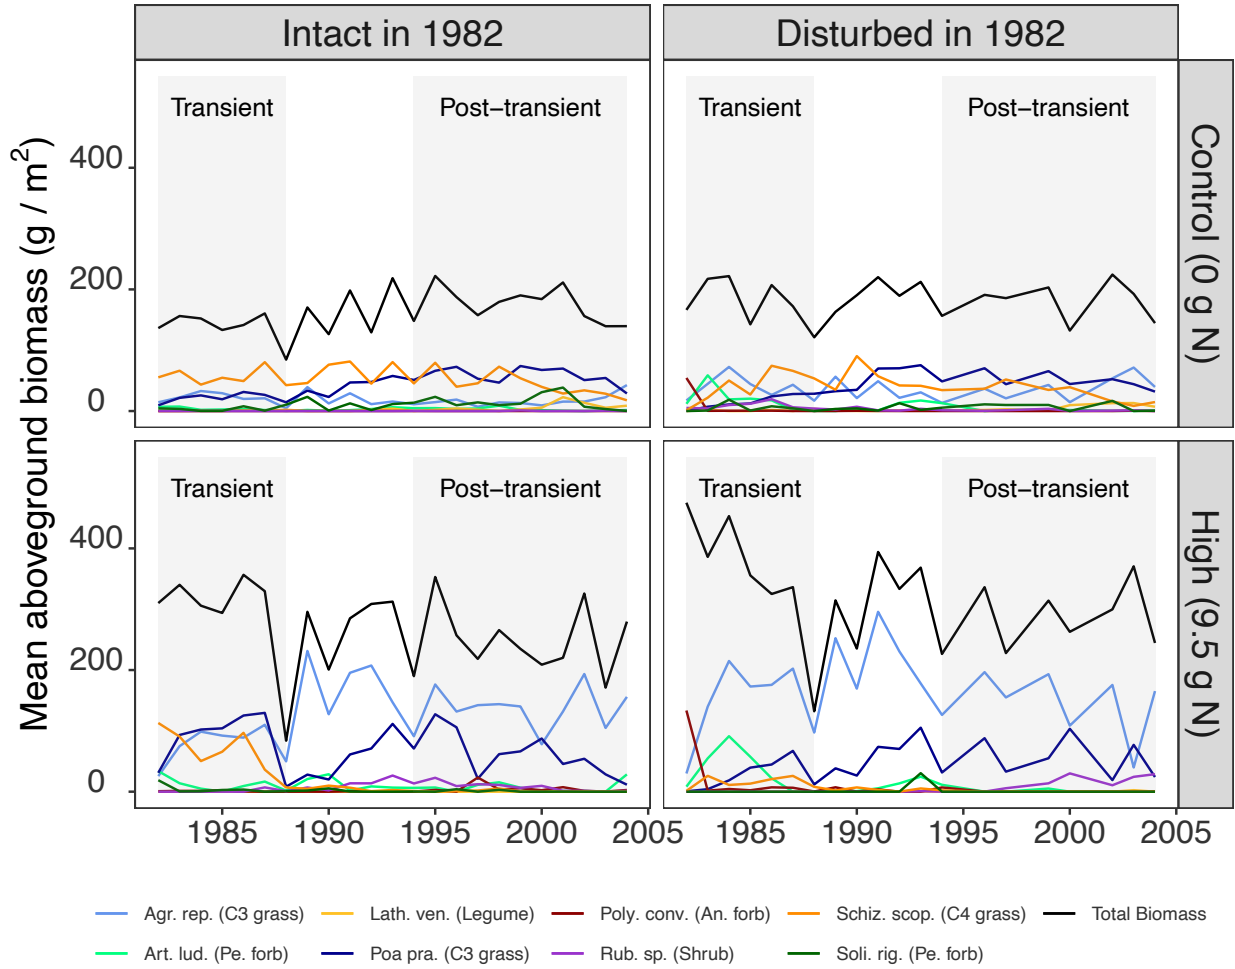 Intact in 1982
Disturbed in 1982
Transient
Post−transient
Transient
Post−transient
Control (0 g N)
Mean aboveground biomass (g / m²)
400
200
0
Transient
Post−transient
Transient
Post−transient
High (9.5 g N)
400
200
0
1985 1990 1995 2000 2005
1985 1990 1995 2000 2005
Agr. rep. (C3 grass) Lath. ven. (Legume) Poly. conv. (An. forb) Schiz. scop. (C4 grass) Total Biomass
Art. lud. (Pe. forb) Poa pra. (C3 grass) Rub. sp. (Shrub) Soli. rig. (Pe. forb)